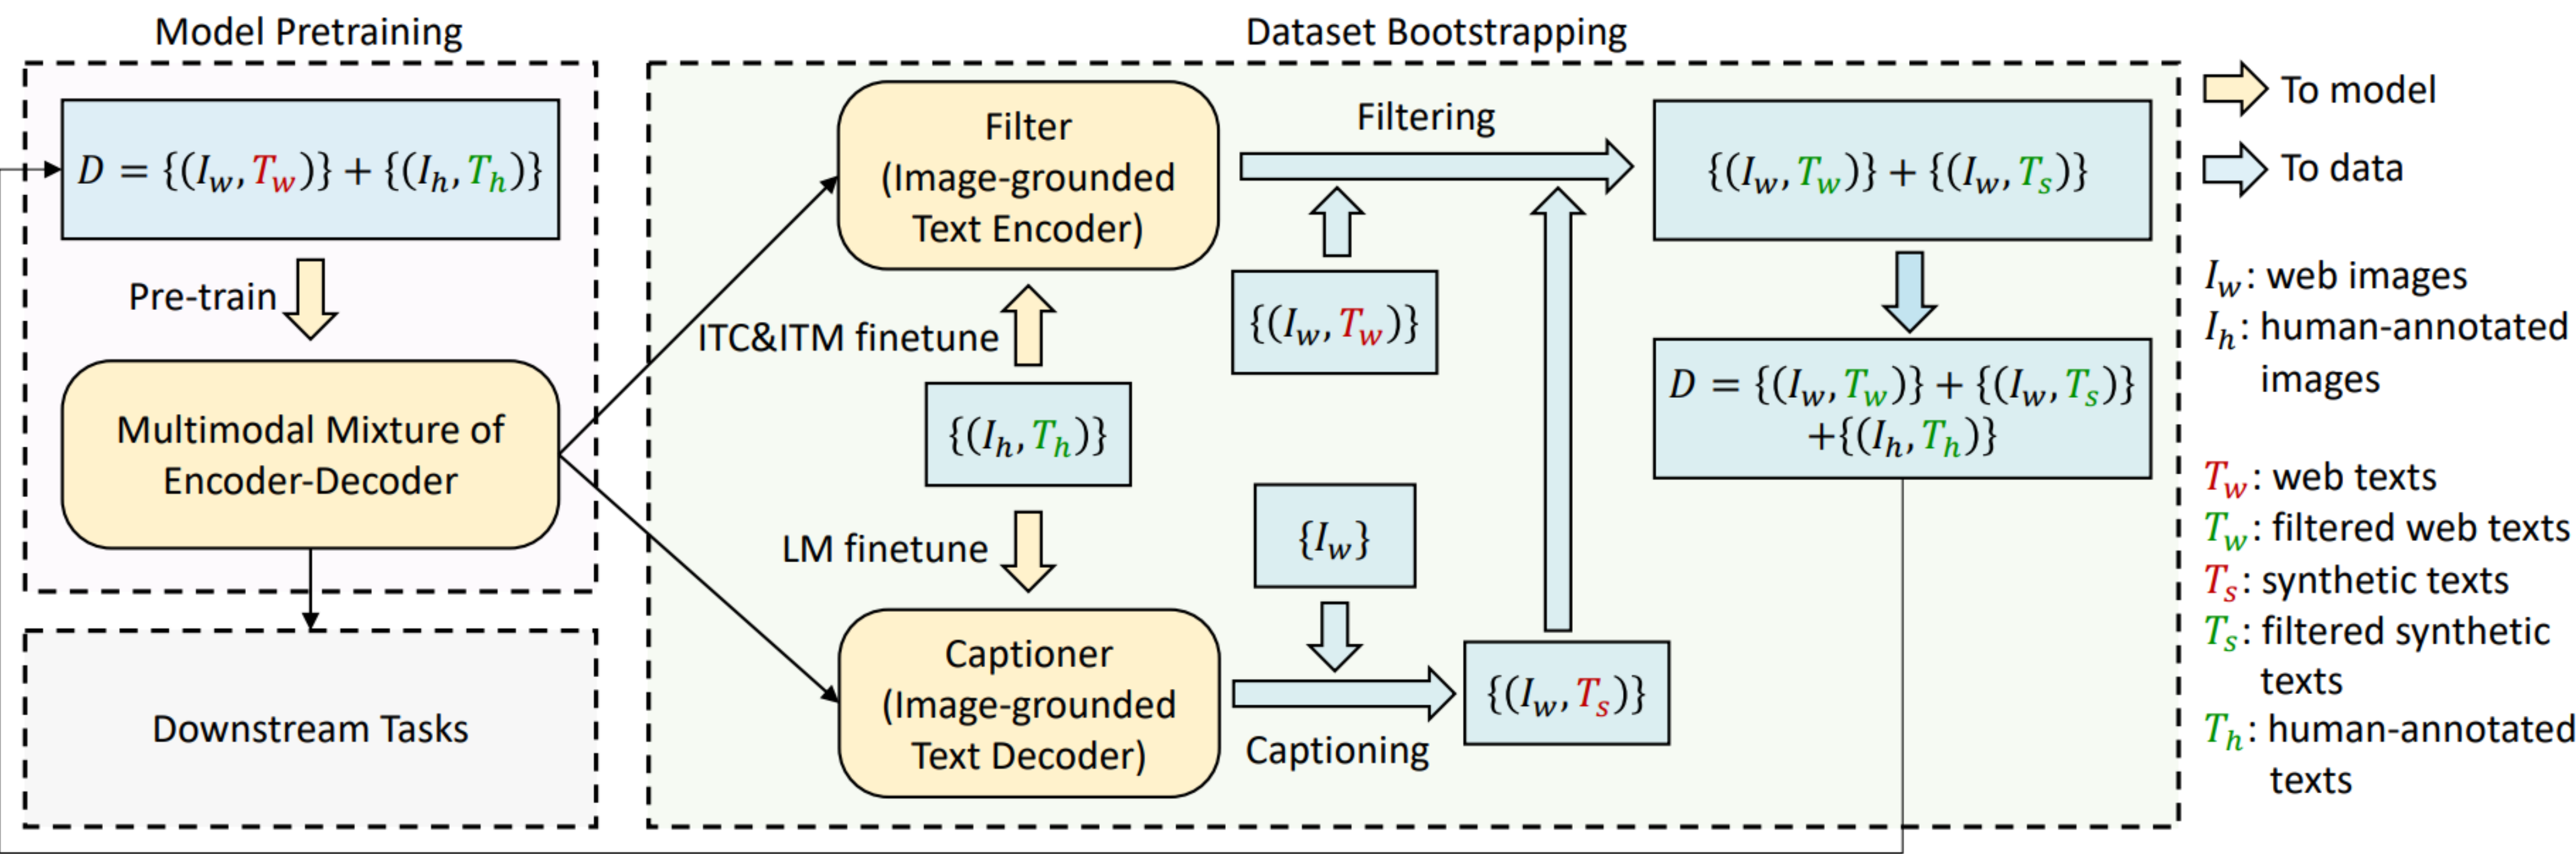 Model Pretraining
D = {(I_w, T_w)} + {(I_h, T_h)}
Pre-train
Multimodal Mixture of
Encoder-Decoder
Downstream Tasks
Dataset Bootstrapping
Filter
(Image-grounded
Text Encoder)
ITC&ITM finetune
{(I_h, T_h)}
LM finetune
Captioner
(Image-grounded
Text Decoder)
Filtering
{(I_w, T_w)}
{I_w}
Captioning
{(I_w, T_s)}
{(I_w, T_w)} + {(I_w, T_s)}
D = {(I_w, T_w)} + {(I_w, T_s)}
+{(I_h, T_h)}
To model
To data
I_w: web images
I_h: human-annotated
images
T_w: web texts
T_w: filtered web texts
T_s: synthetic texts
T_s: filtered synthetic
texts
T_h: human-annotated
texts